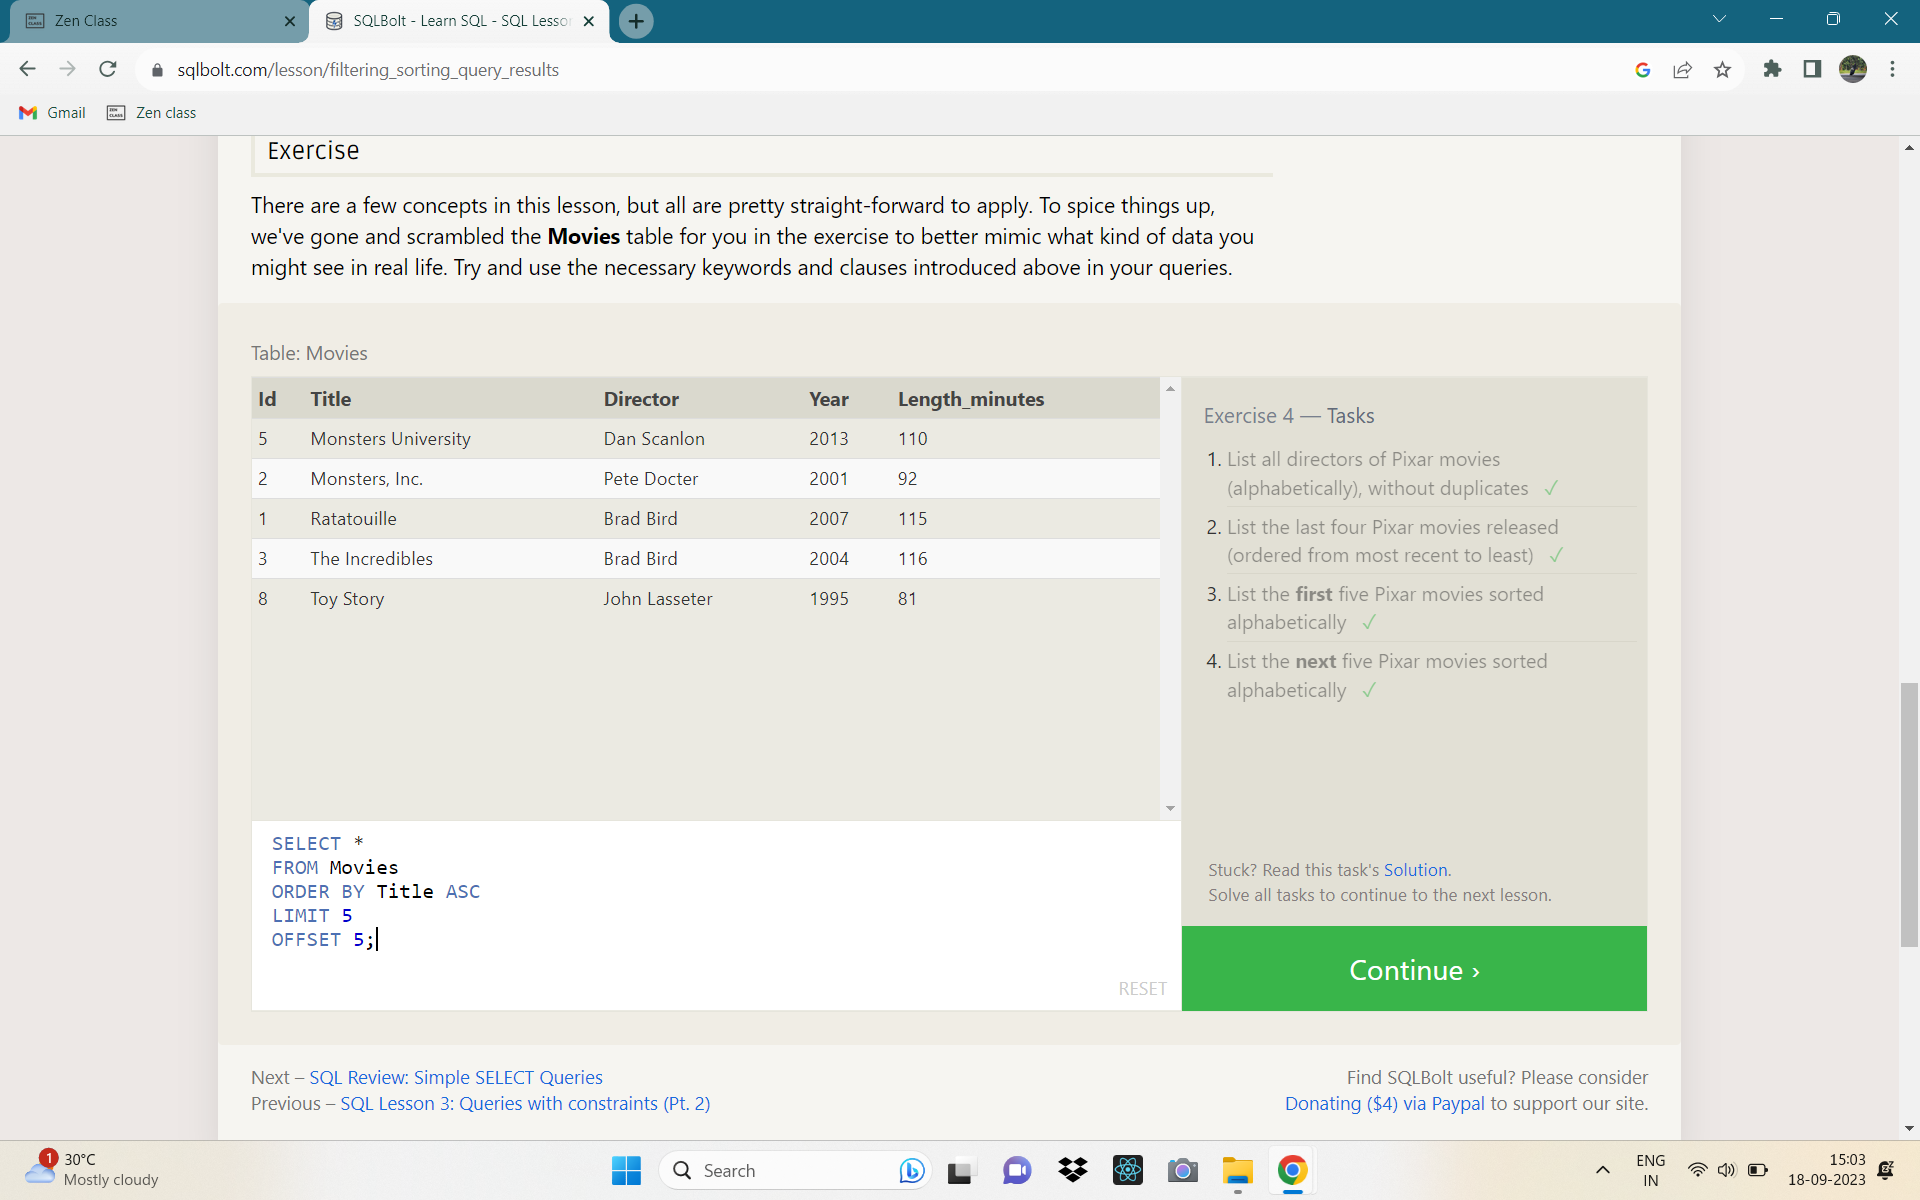 Zen Class
SQLBolt - Learn SQL - SQL Lesson
sqlbolt.com/lesson/filtering_sorting_query_results
Gmail
Zen class
Exercise
There are a few concepts in this lesson, but all are pretty straight-forward to apply. To spice things up,
we've gone and scrambled the Movies table for you in the exercise to better mimic what kind of data you
might see in real life. Try and use the necessary keywords and clauses introduced above in your queries.
Table: Movies
Id Title Director Year Length_minutes
5 Monsters University Dan Scanlon 2013 110
2 Monsters, Inc. Pete Docter 2001 92
1 Ratatouille Brad Bird 2007 115
3 The Incredibles Brad Bird 2004 116
8 Toy Story John Lasseter 1995 81
SELECT *
FROM Movies
ORDER BY Title ASC
LIMIT 5
OFFSET 5;
RESET
Exercise 4 — Tasks
1. List all directors of Pixar movies
(alphabetically), without duplicates ✓
2. List the last four Pixar movies released
(ordered from most recent to least) ✓
3. List the first five Pixar movies sorted
alphabetically ✓
4. List the next five Pixar movies sorted
alphabetically ✓
Stuck? Read this task's Solution.
Solve all tasks to continue to the next lesson.
Continue ›
Next – SQL Review: Simple SELECT Queries
Previous – SQL Lesson 3: Queries with constraints (Pt. 2)
Find SQLBolt useful? Please consider
Donating ($4) via Paypal to support our site.
1
30°C
Mostly cloudy
Search
ENG
IN
15:03
18-09-2023